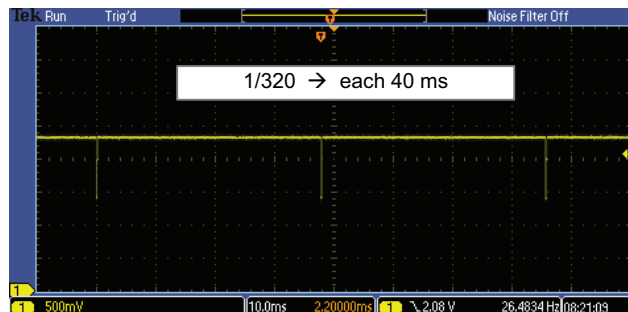 Tek Run Trig'd Noise Filter Off
T
T
1/320 → each 40 ms
1
1 500mV 10.0ms 2.20000ms 1 \ 2.08 V 26.4834 Hz 08:21:09